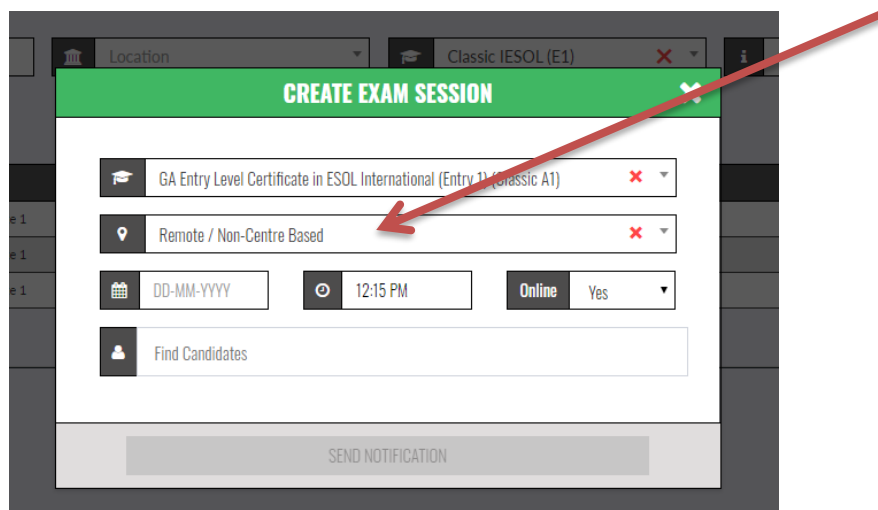 Location
Classic IESOL (E1)
CREATE EXAM SESSION
GA Entry Level Certificate in ESOL International (Entry 1) (Classic A1)
e 1
Remote / Non-Centre Based
e 1
e 1
DD-MM-YYYY
12:15 PM
Online
Yes
Find Candidates
SEND NOTIFICATION